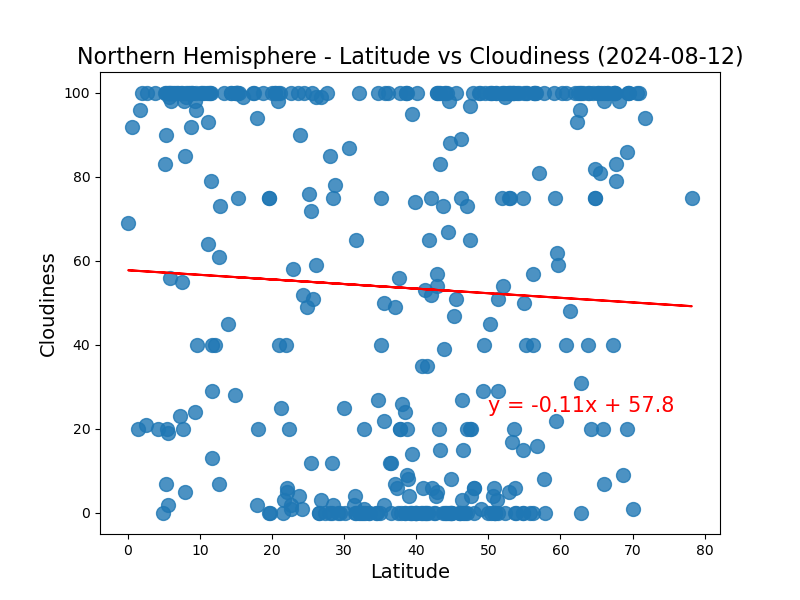 Northern Hemisphere - Latitude vs Cloudiness (2024-08-12)
100
80
60
40
20
0
Cloudiness
y = -0.11x + 57.8
0 10 20 30 40 50 60 70 80
Latitude